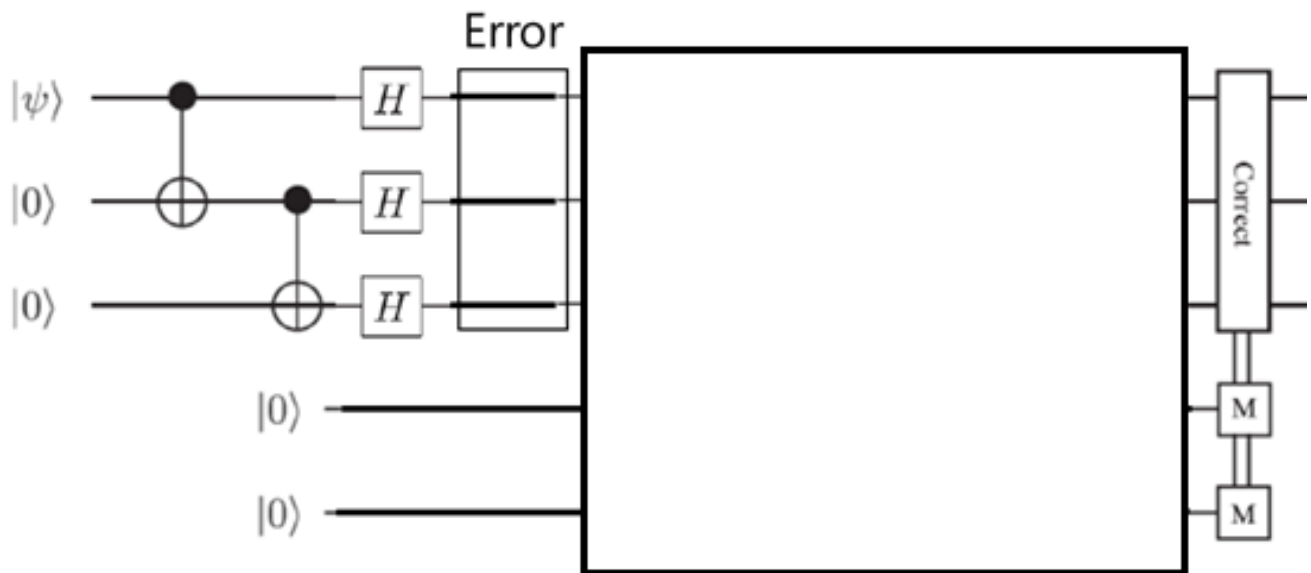 Error
|ψ⟩ H
|0⟩ H
|0⟩ H
Correct
|0⟩ M
|0⟩ M